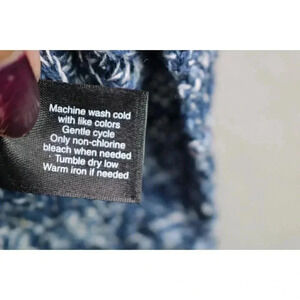 Machine wash cold
with like colors
Gentle cycle
Only non-chlorine
bleach when needed
Tumble dry low
Warm iron if needed